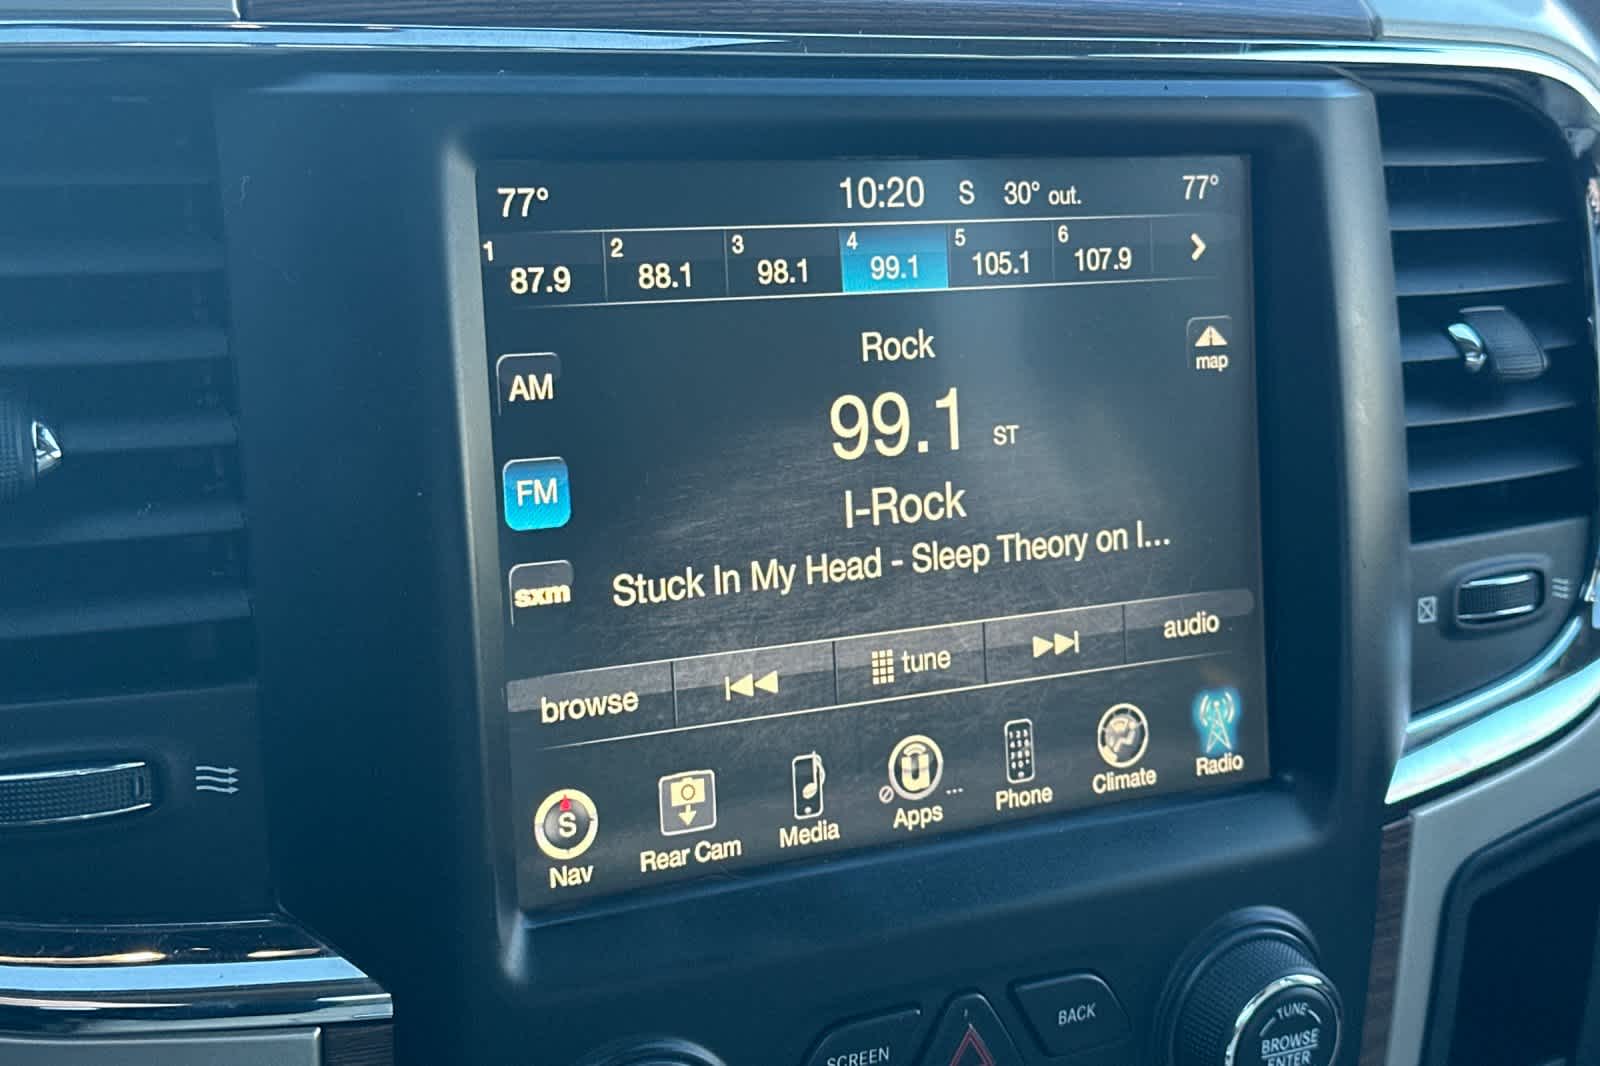 77° 10:20 S 30° out. 77°
1 2 3 4 5 6
87.9 88.1 98.1 99.1 105.1 107.9
Rock
map
AM
99.1 ST
FM
I-Rock
Stuck In My Head - Sleep Theory on I...
sxm
browse tune audio
S
Nav Rear Cam Media Apps ... Phone Climate Radio
SCREEN BACK TUNE
BROWSE
ENTER